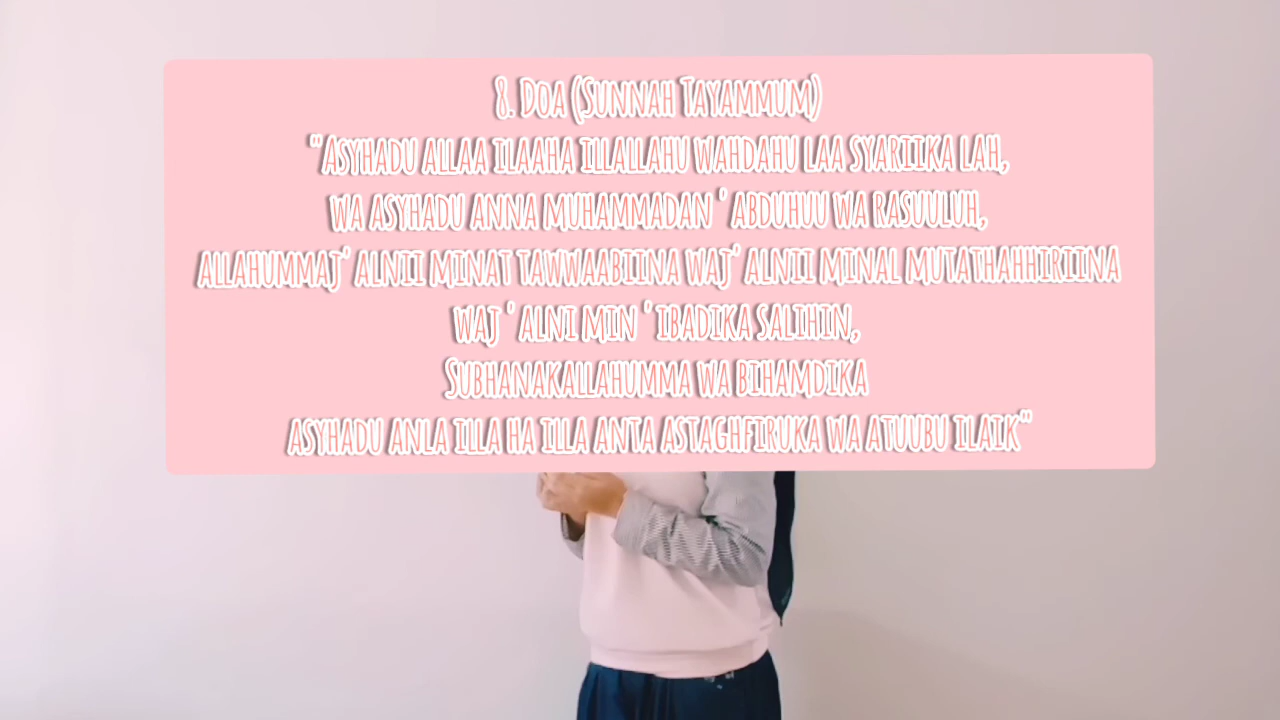 8. Doa (Sunnah Tayammum)
"Asyhadu allaa ilaaha illallahu wahdahu laa syariika lah,
wa asyhadu anna muhammadan 'abduhuu wa rasuuluh,
allahummaj'alnii minat tawwaabiina waj'alnii minal mutathahhiriina
waj 'alni min 'ibadika salihin,
Subhanakallahumma wa bihamdika
asyhadu anla illa ha illa anta astaghfiruka wa atuubu ilaik"